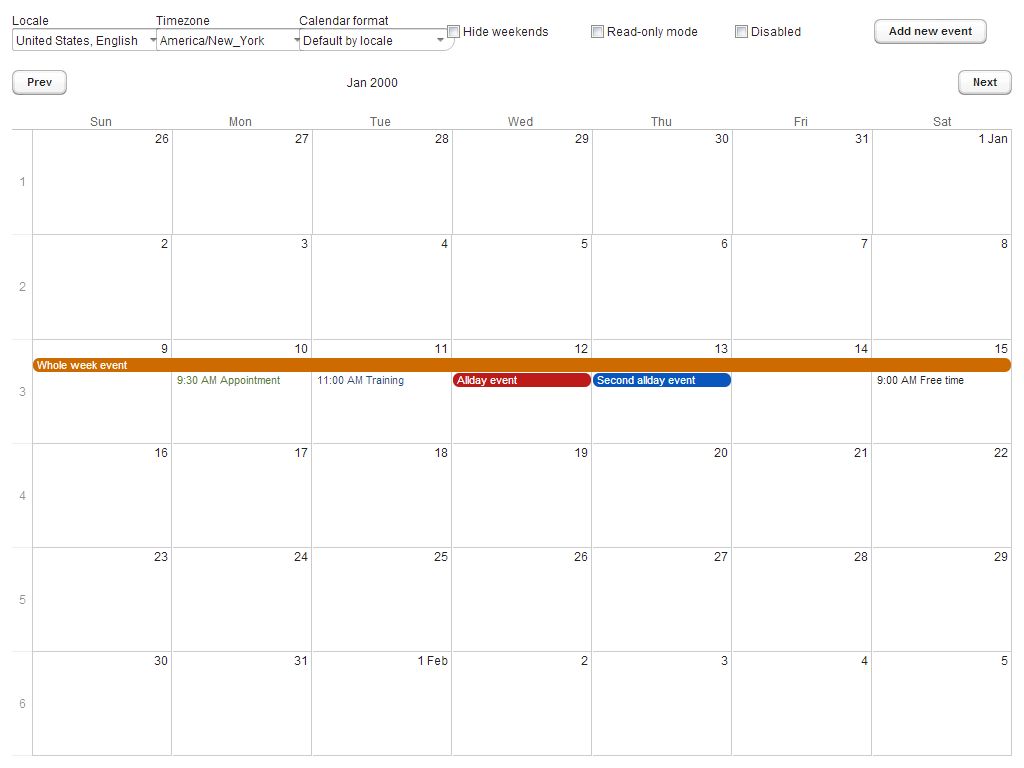 Locale Timezone Calendar format
United States, English America/New_York Default by locale Hide weekends Read-only mode Disabled Add new event
Prev Jan 2000 Next
Sun Mon Tue Wed Thu Fri Sat
26 27 28 29 30 31 1 Jan
1
2 3 4 5 6 7 8
2
9 10 11 12 13 14 15
Whole week event
9:30 AM Appointment 11:00 AM Training Allday event Second allday event 9:00 AM Free time
3
16 17 18 19 20 21 22
4
23 24 25 26 27 28 29
5
30 31 1 Feb 2 3 4 5
6